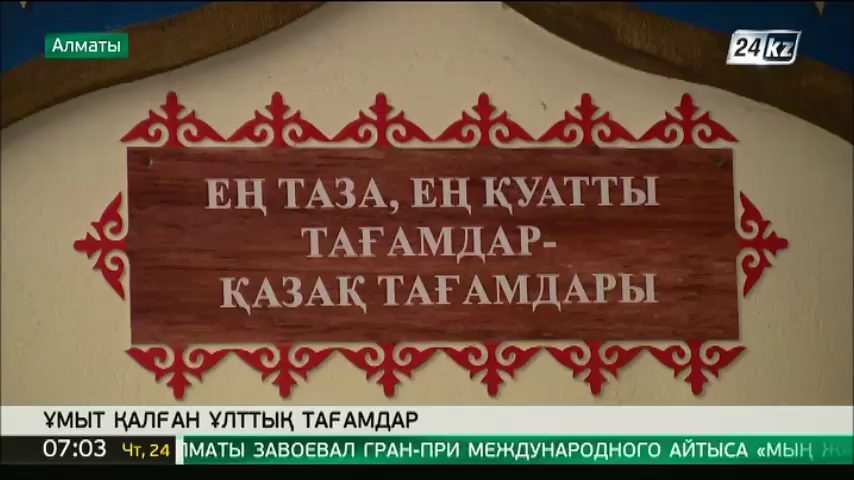 Алматы
24kz
ЕҢ ТАЗА, ЕҢ ҚУАТТЫ
ТАҒАМДАР-
ҚАЗАҚ ТАҒАМДАРЫ
ҰМЫТ ҚАЛҒАН ҰЛТТЫҚ ТАҒАМДАР
07:03 Чт, 24 ЛМАТЫ ЗАВОЕВАЛ ГРАН-ПРИ МЕЖДУНАРОДНОГО АЙТЫСА «МЫҢ